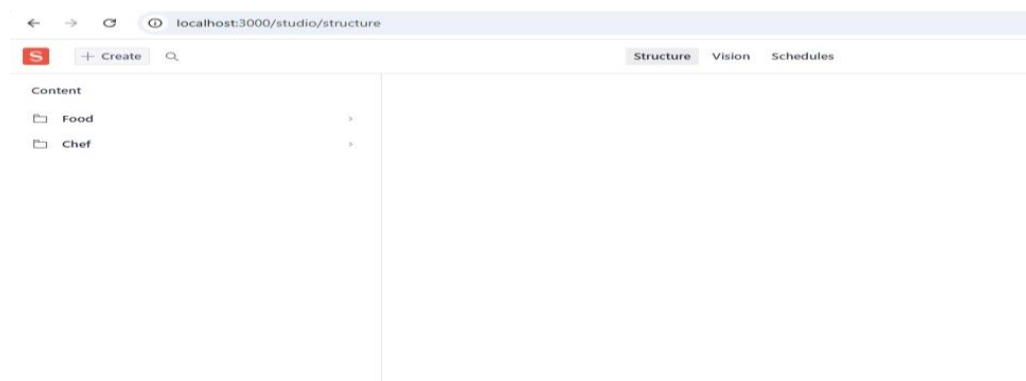 localhost:3000/studio/structure
S + Create Structure Vision Schedules
Content
Food
Chef